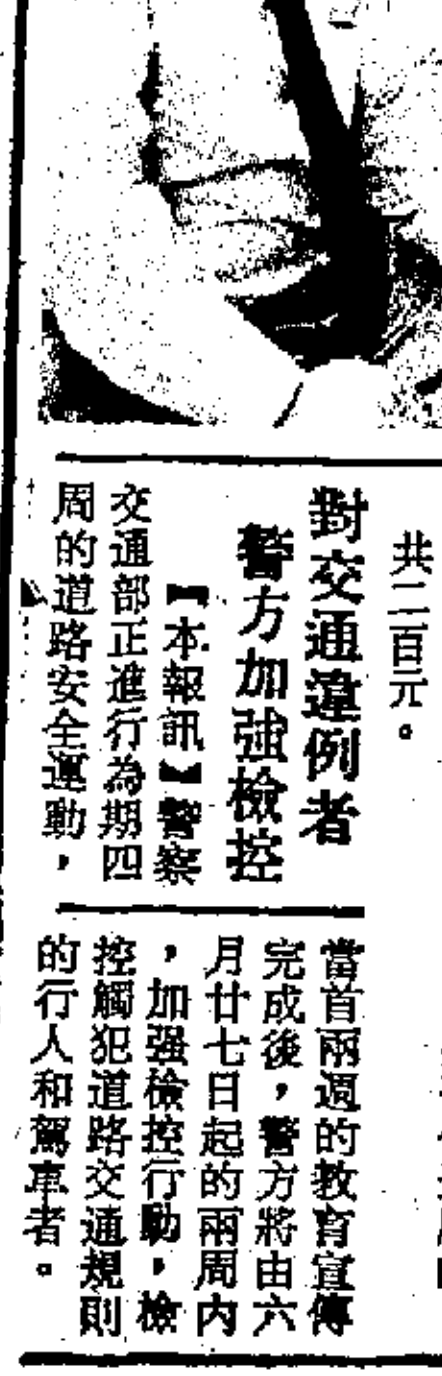 共二百元。
對交通違例者
警方加強檢控
【本報訊】警察
交通部正進行為期四
周的道路安全運動，
當首兩週的教育宣傳
完成後，警方將由六
月廿七日起的兩周內
，加强檢控行動，檢
控觸犯道路交通規則
的行人和駕車者。